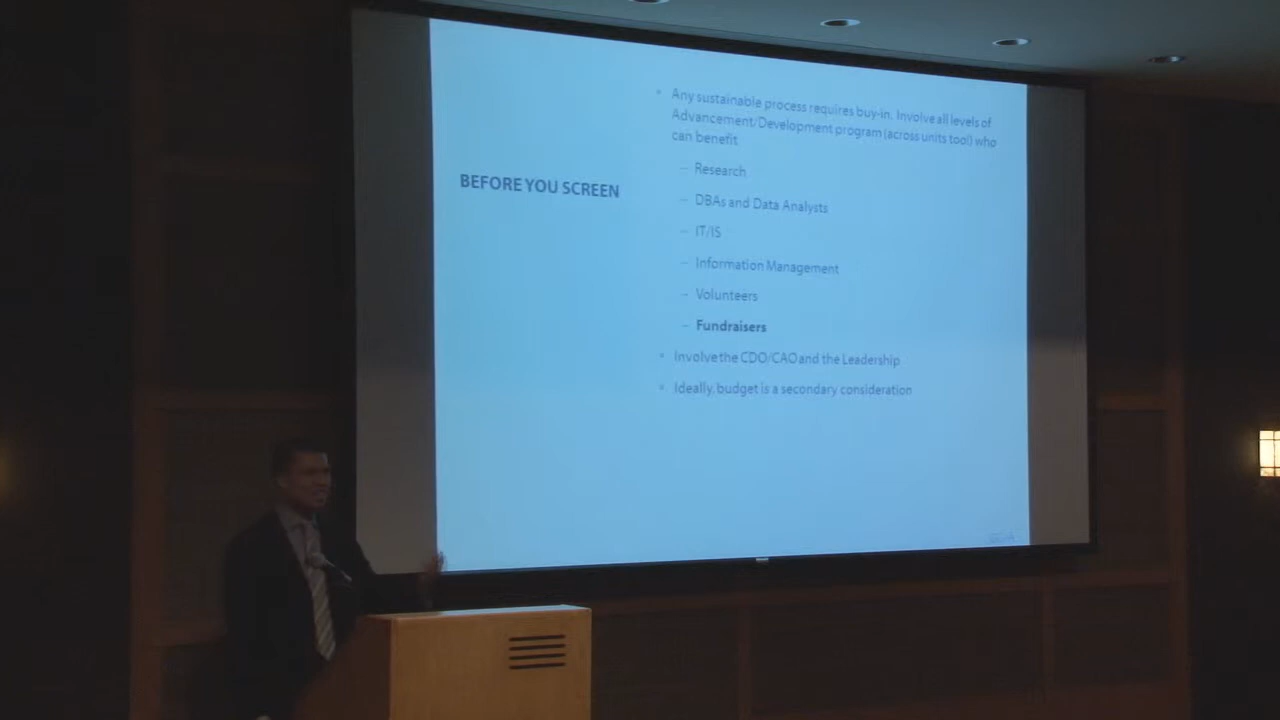 BEFORE YOU SCREEN
Any sustainable process requires buy-in. Involve all levels of
Advancement/Development program (across units tool) who
can benefit
– Research
– DBAs and Data Analysts
– IT/IS
– Information Management
– Volunteers
– Fundraisers
Involve the CDO/CAO and the Leadership
Ideally, budget is a secondary consideration